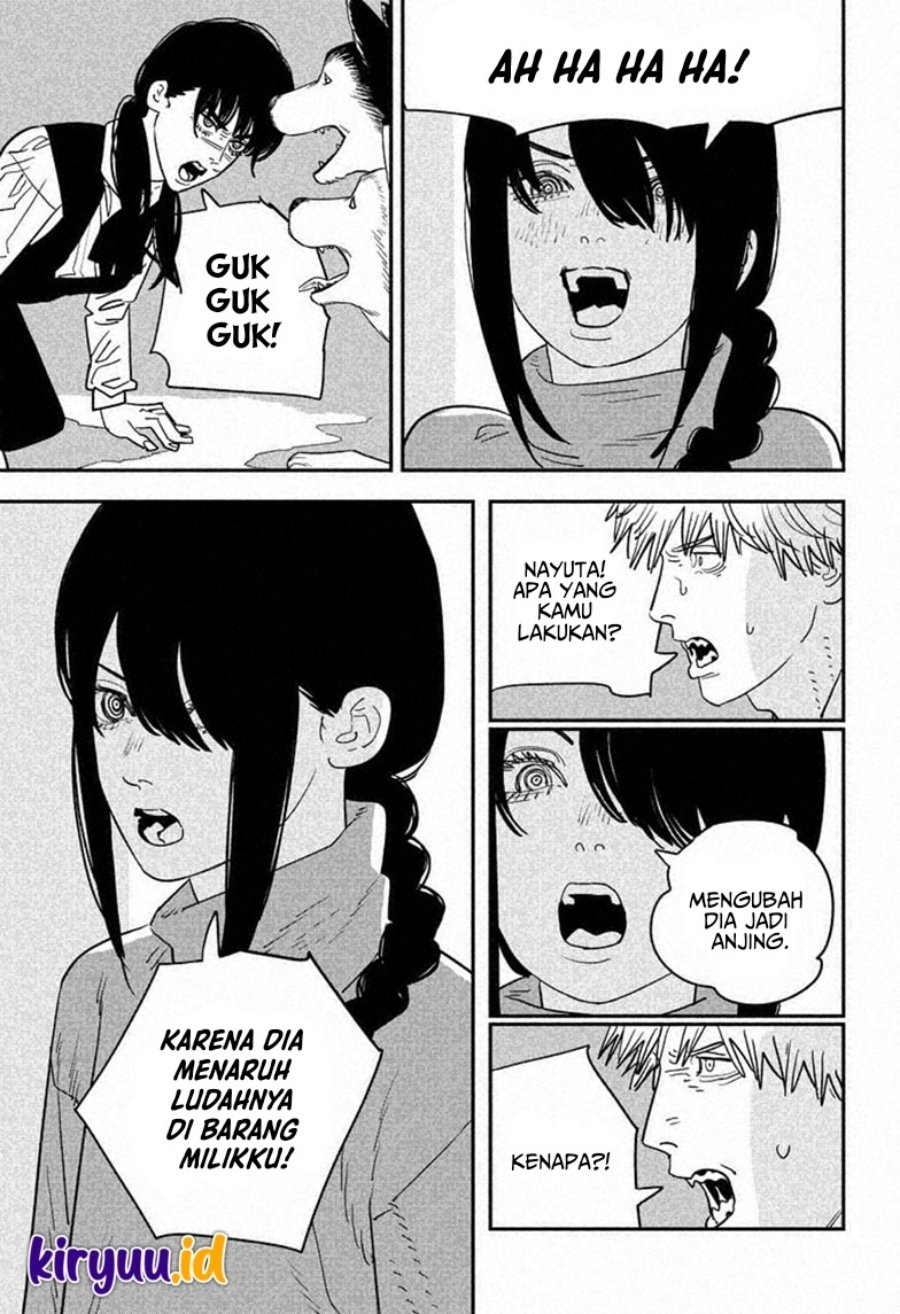 AH HA HA HA!
GUK
GUK
GUK!
NAYUTA!
APA YANG
KAMU
LAKUKAN?
MENGUBAH
DIA JADI
ANJING.
KENAPA?!
KARENA DIA
MENARUH
LUDAHNYA
DI BARANG
MILIKKU!
kiryuu.id